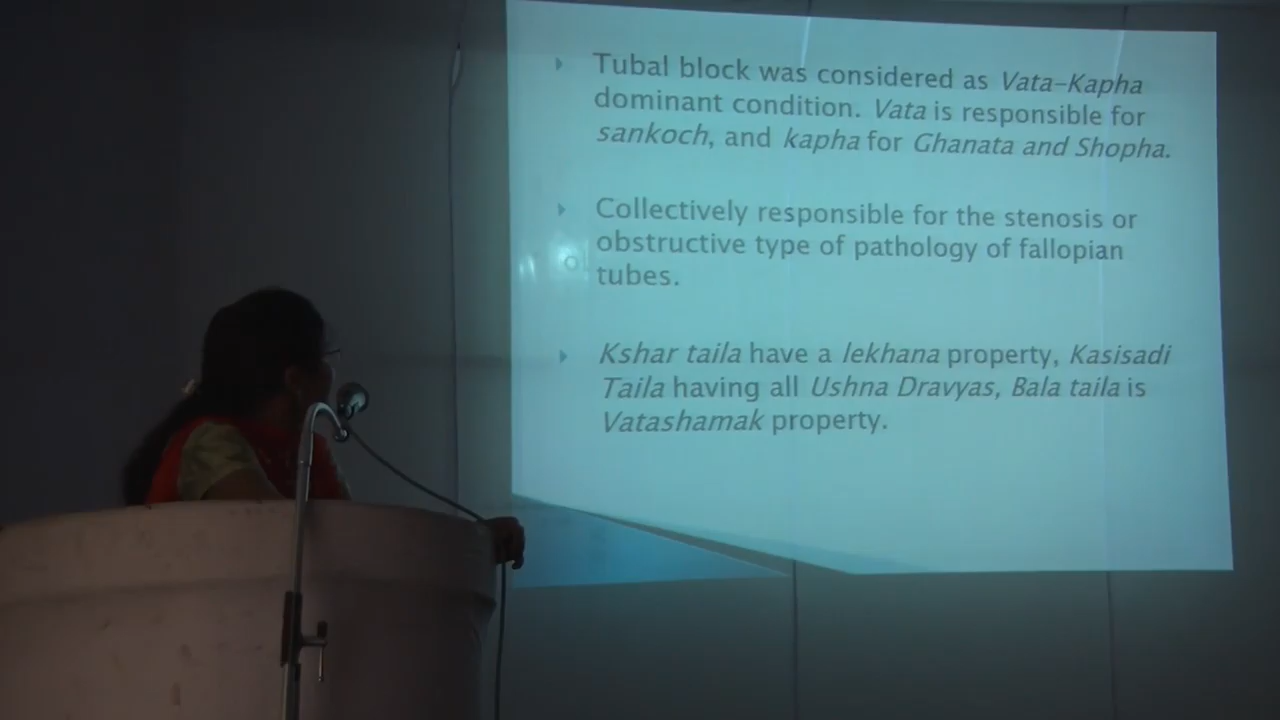 Tubal block was considered as Vata-Kapha
dominant condition. Vata is responsible for
sankoch, and kapha for Ghanata and Shopha.
Collectively responsible for the stenosis or
obstructive type of pathology of fallopian
tubes.
Kshar taila have a lekhana property, Kasisadi
Taila having all Ushna Dravyas, Bala taila is
Vatashamak property.